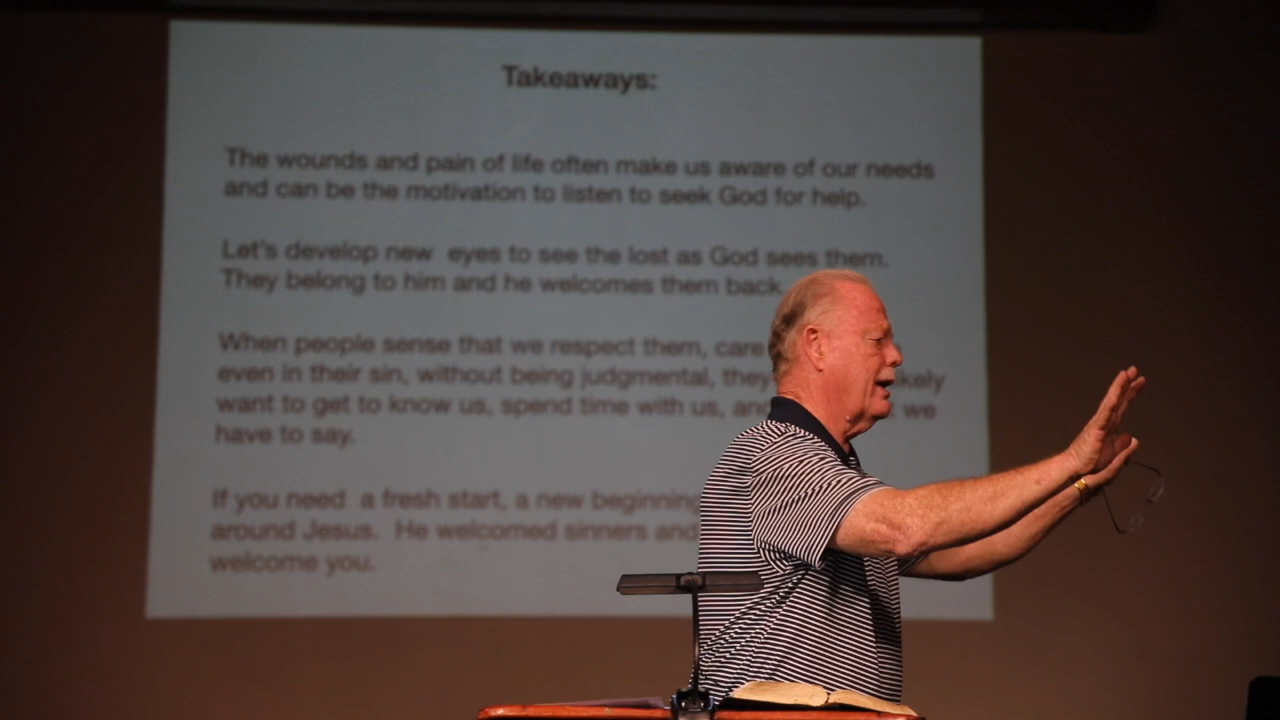 Takeaways:
The wounds and pain of life often make us aware of our needs
and can be the motivation to listen to seek God for help.
Let's develop new eyes to see the lost as God sees them.
They belong to him and he welcomes them back
When people sense that we respect them, care
even in their sin, without being judgmental, they
want to get to know us, spend time with us, we
have to say.
If you need a fresh start, a new beginning
around Jesus. He welcomed sinners and
welcome you.